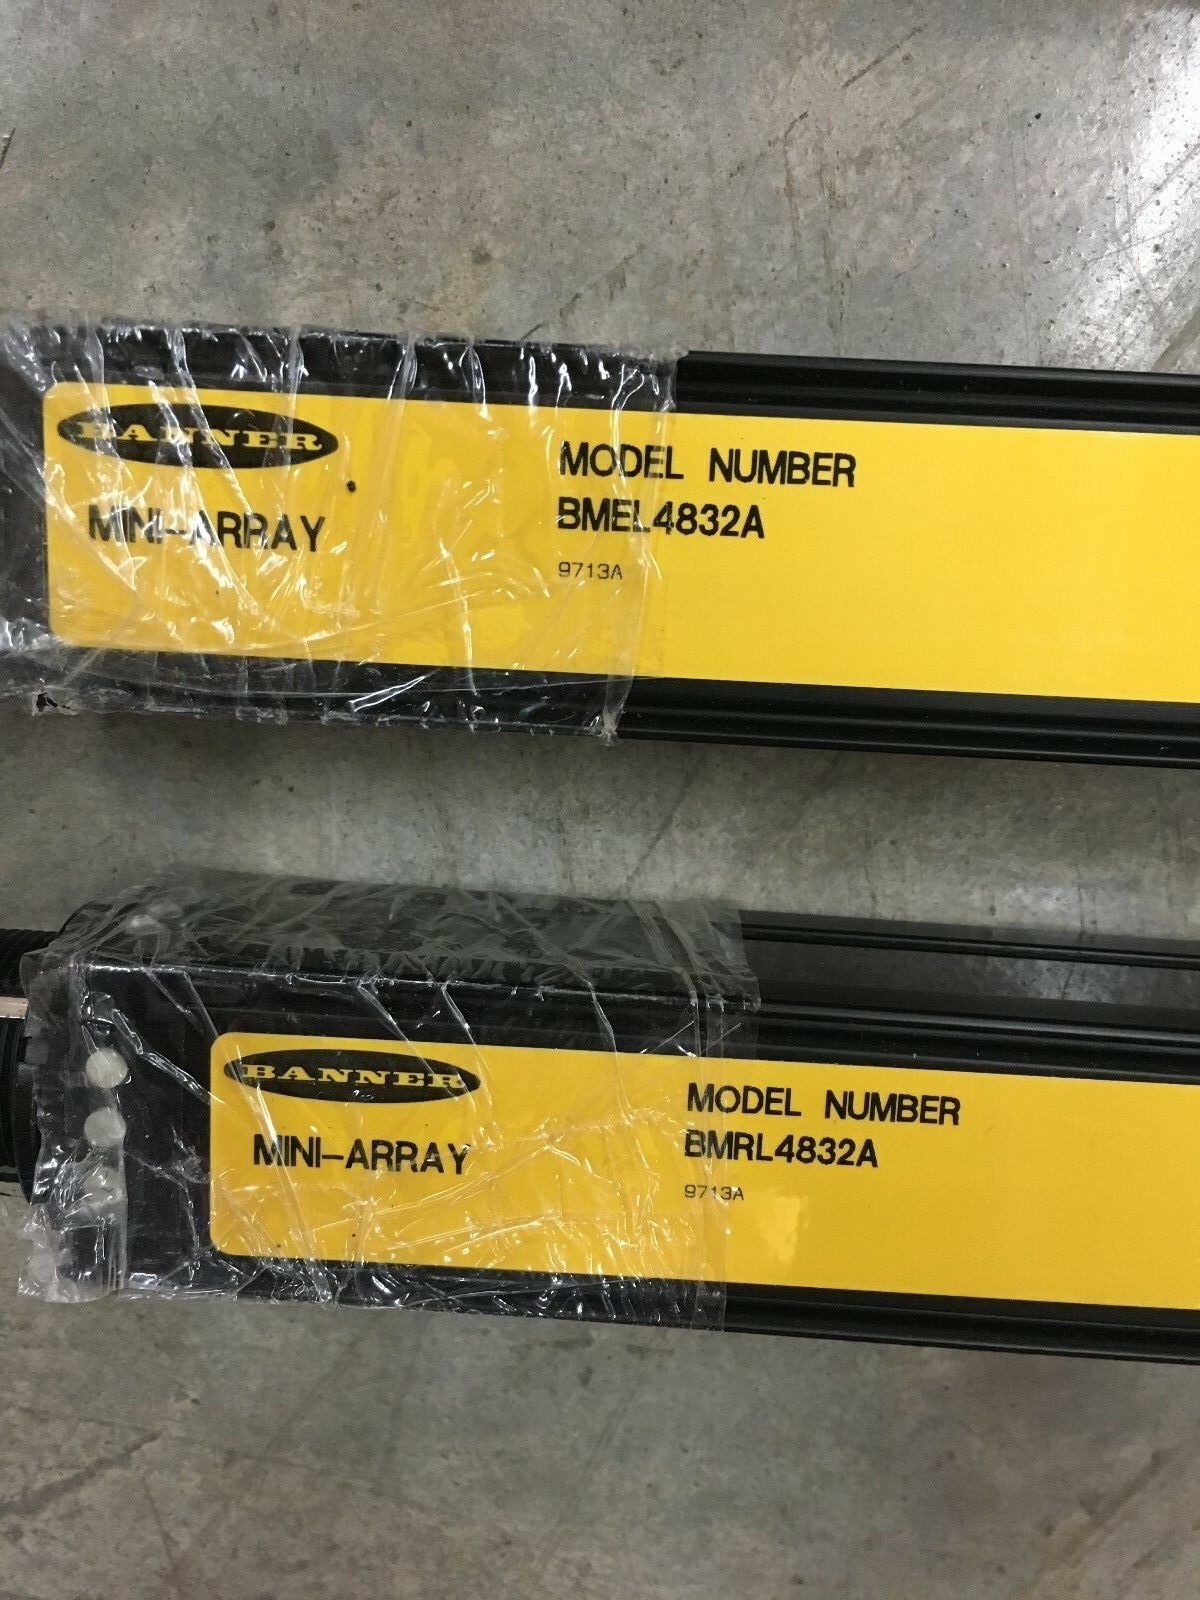 BANNER
MINI-ARRAY
MODEL NUMBER
BMEL4832A
9713A
BANNER
MINI-ARRAY
MODEL NUMBER
BMRL4832A
9713A